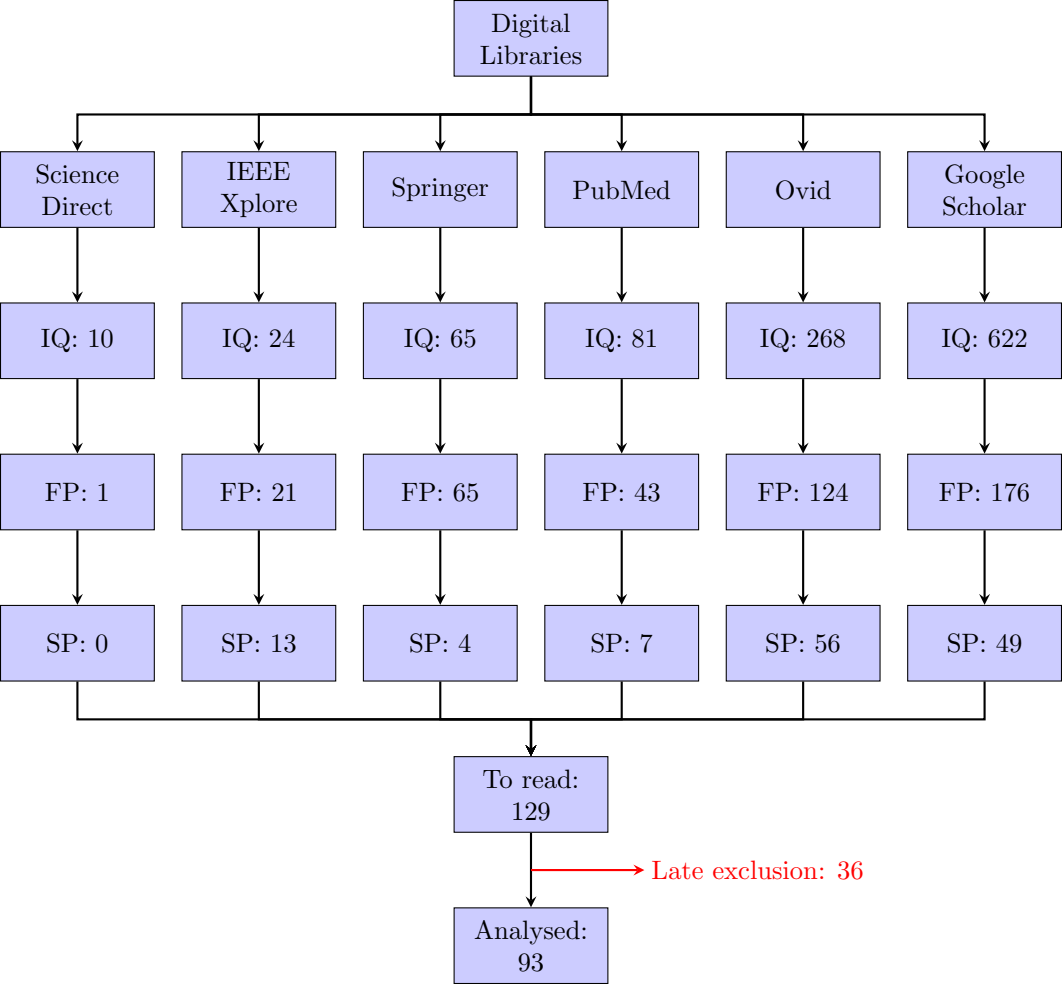 Digital
Libraries
Science
Direct
IEEE
Xplore
Springer
PubMed
Ovid
Google
Scholar
IQ: 10
IQ: 24
IQ: 65
IQ: 81
IQ: 268
IQ: 622
FP: 1
FP: 21
FP: 65
FP: 43
FP: 124
FP: 176
SP: 0
SP: 13
SP: 4
SP: 7
SP: 56
SP: 49
To read:
129
Late exclusion: 36
Analysed:
93